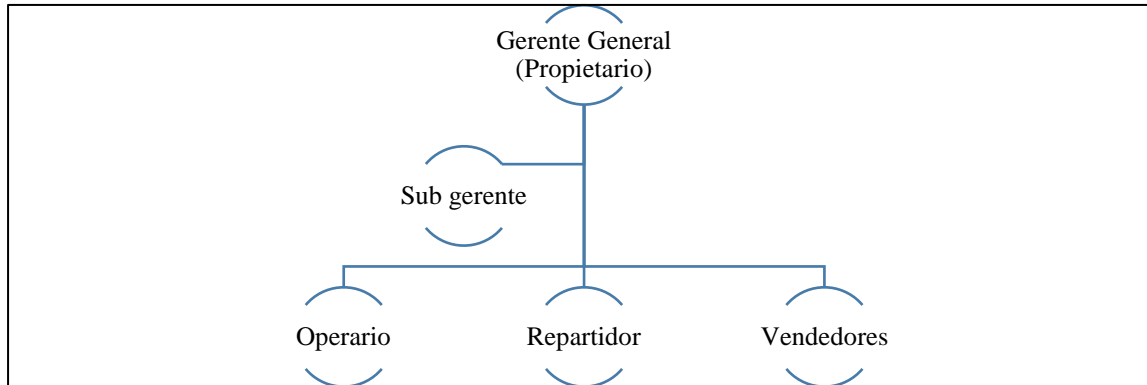 Gerente General
(Propietario)
Sub gerente
Operario
Repartidor
Vendedores